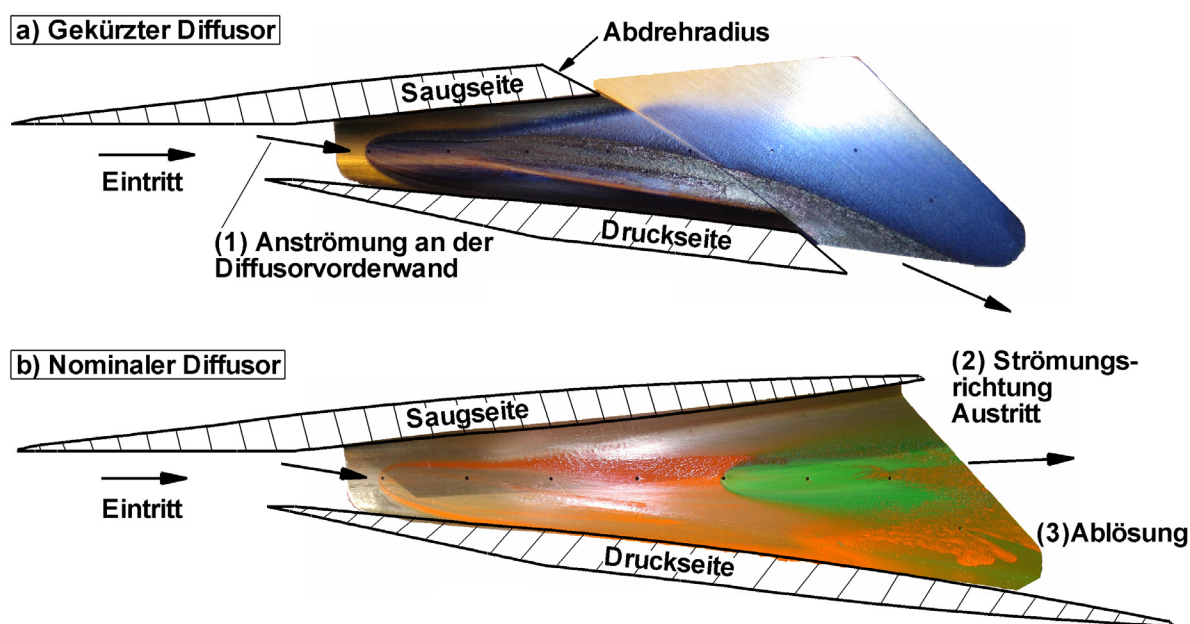 a) Gekürzter Diffusor
Abdrehradius
Saugseite
Eintritt
(1) Anströmung an der
Diffusorvorderwand
Druckseite
b) Nominaler Diffusor
(2) Strömungs-
richtung
Austritt
Saugseite
Eintritt
(3)Ablösung
Druckseite